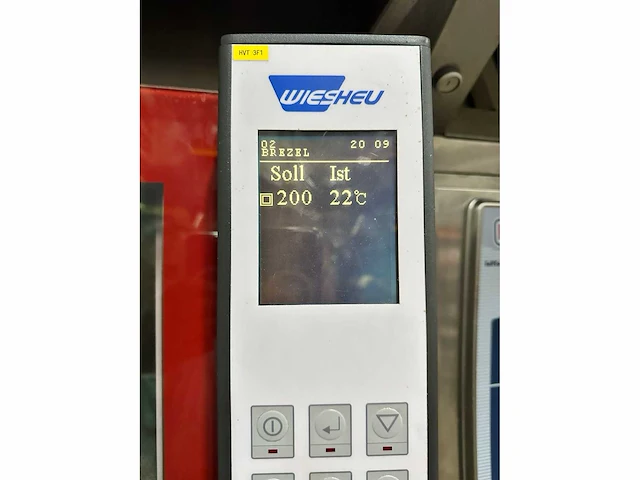 HVT 3F1
WIESHEU
02 20 09
BREZEL
Soll Ist
200 22°C